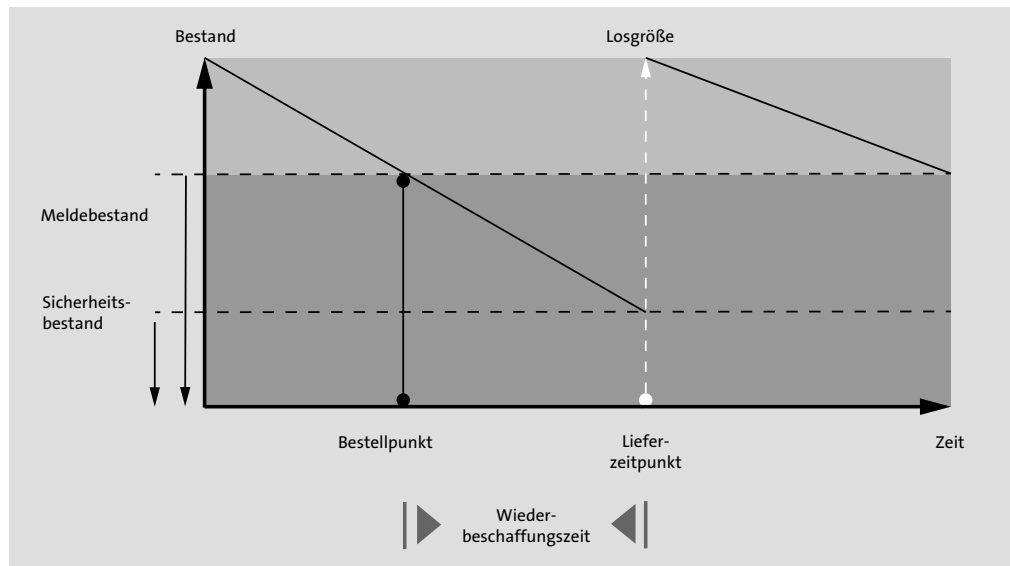 Bestand
Losgröße
Meldebestand
Sicherheits-
bestand
Bestellpunkt
Liefer-
zeitpunkt
Zeit
Wieder-
beschaffungszeit